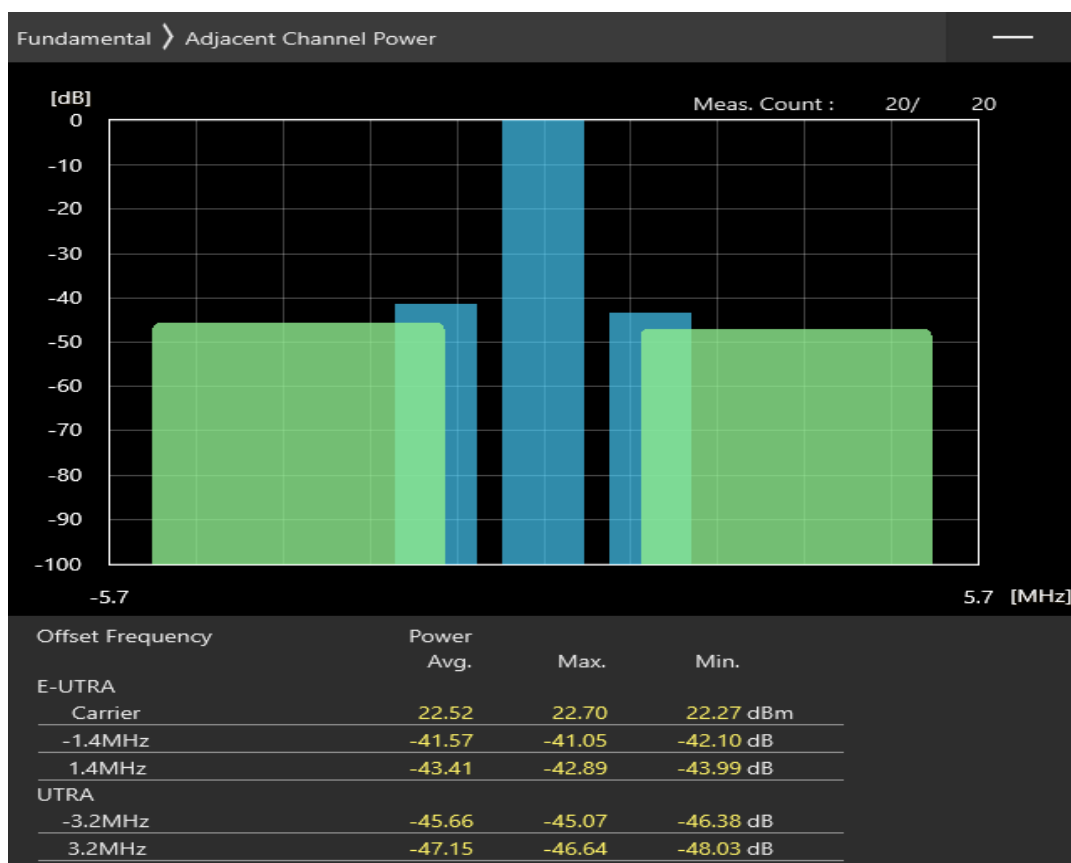 Fundamental ❯ Adjacent Channel Power
[dB]
Meas. Count : 20/ 20
0
-10
-20
-30
-40
-50
-60
-70
-80
-90
-100
-5.7 5.7 [MHz]
Offset Frequency Power
Avg. Max. Min.
E-UTRA
Carrier 22.52 22.70 22.27 dBm
-1.4MHz -41.57 -41.05 -42.10 dB
1.4MHz -43.41 -42.89 -43.99 dB
UTRA
-3.2MHz -45.66 -45.07 -46.38 dB
3.2MHz -47.15 -46.64 -48.03 dB